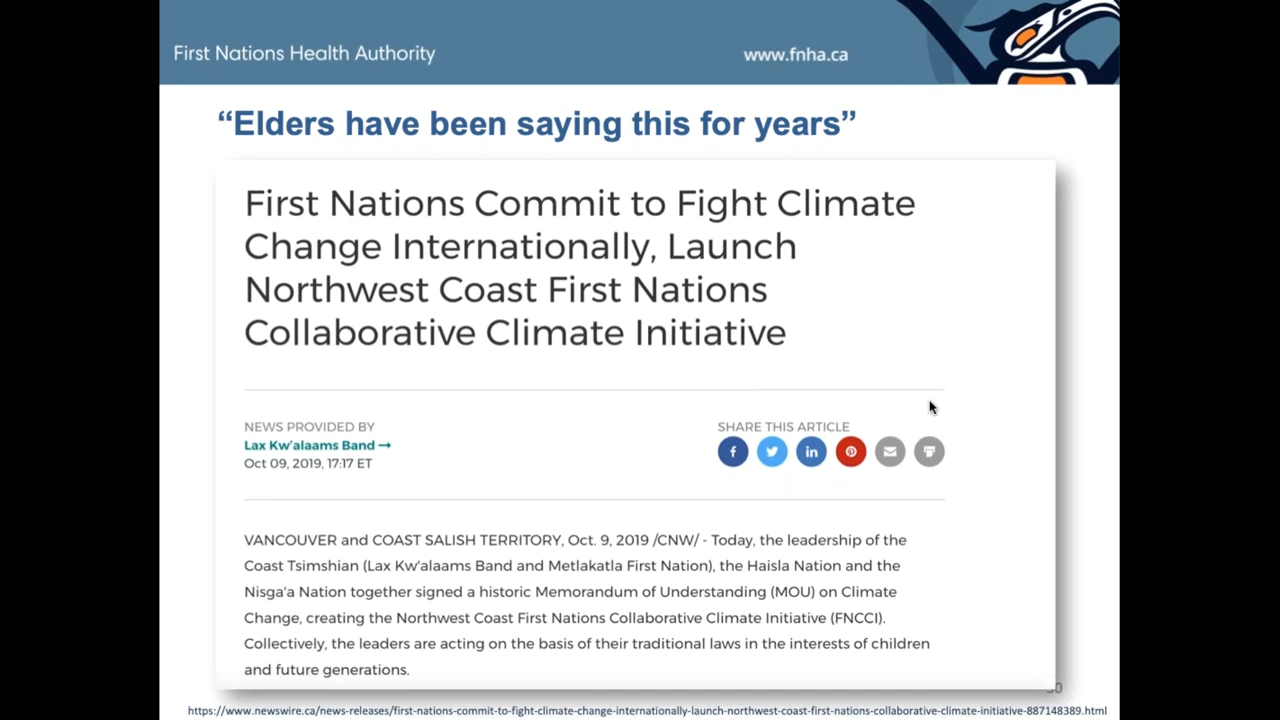 First Nations Health Authority
www.fnha.ca
“Elders have been saying this for years”
First Nations Commit to Fight Climate
Change Internationally, Launch
Northwest Coast First Nations
Collaborative Climate Initiative
NEWS PROVIDED BY
Lax Kw'alaams Band →
Oct 09, 2019, 17:17 ET
SHARE THIS ARTICLE
VANCOUVER and COAST SALISH TERRITORY, Oct. 9, 2019 /CNW/ - Today, the leadership of the
Coast Tsimshian (Lax Kw'alaams Band and Metlakatla First Nation), the Haisla Nation and the
Nisga'a Nation together signed a historic Memorandum of Understanding (MOU) on Climate
Change, creating the Northwest Coast First Nations Collaborative Climate Initiative (FNCCI).
Collectively, the leaders are acting on the basis of their traditional laws in the interests of children
and future generations.
https://www.newswire.ca/news-releases/first-nations-commit-to-fight-climate-change-internationally-launch-northwest-coast-first-nations-collaborative-climate-initiative-887148389.html